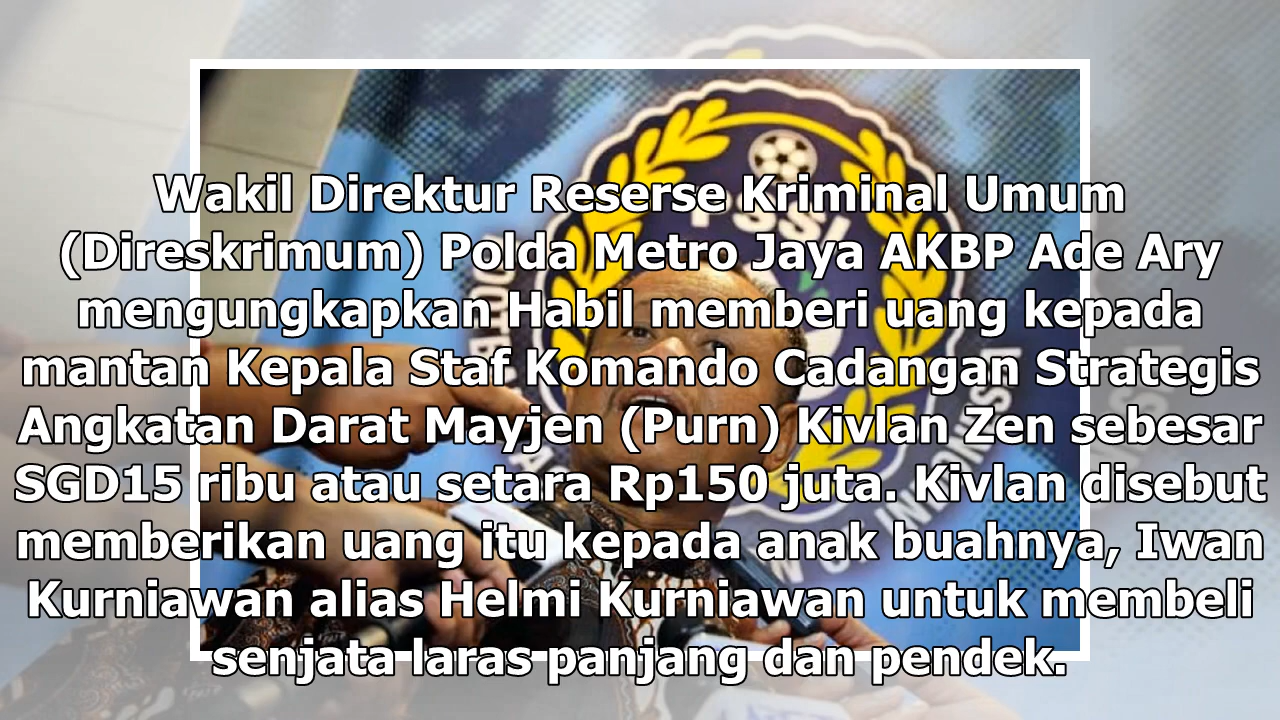 Wakil Direktur Reserse Kriminal Umum
(Direskrimum) Polda Metro Jaya AKBP Ade Ary
mengungkapkan Habil memberi uang kepada
mantan Kepala Staf Komando Cadangan Strategis
Angkatan Darat Mayjen (Purn) Kivlan Zen sebesar
SGD15 ribu atau setara Rp150 juta. Kivlan disebut
memberikan uang itu kepada anak buahnya, Iwan
Kurniawan alias Helmi Kurniawan untuk membeli
senjata laras panjang dan pendek.
PSSI